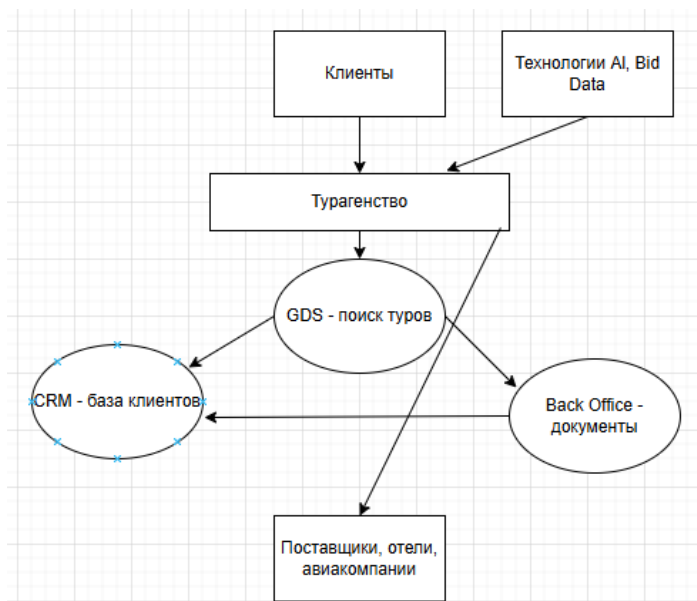 Клиенты
Технологии AI, Bid
Data
Турагенство
GDS - поиск туров
CRM - база клиентов
Back Office -
документы
Поставщики, отели,
авиакомпании